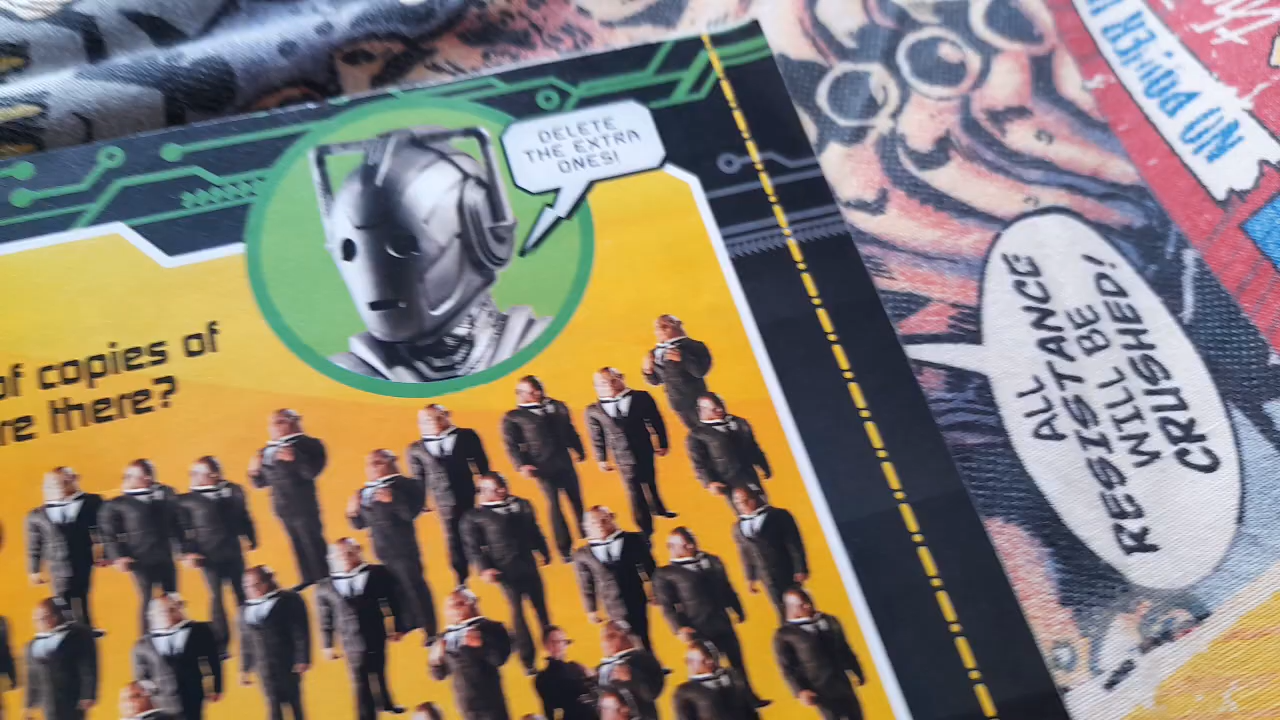 DELETE
THE EXTRA
ONES!
of copies of
re there?
ALL
RESISTANCE
WILL BE
CRUSHED!
NO POWER